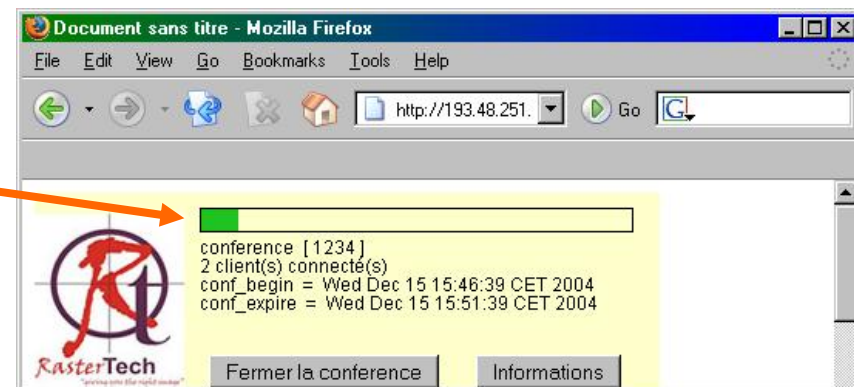 Document sans titre - Mozilla Firefox
File Edit View Go Bookmarks Tools Help
http://193.48.251. Go G
conference [1234]
2 client(s) connecté(s)
conf_begin = Wed Dec 15 15:46:39 CET 2004
conf_expire = Wed Dec 15 15:51:39 CET 2004
RasterTech
Fermer la conference Informations